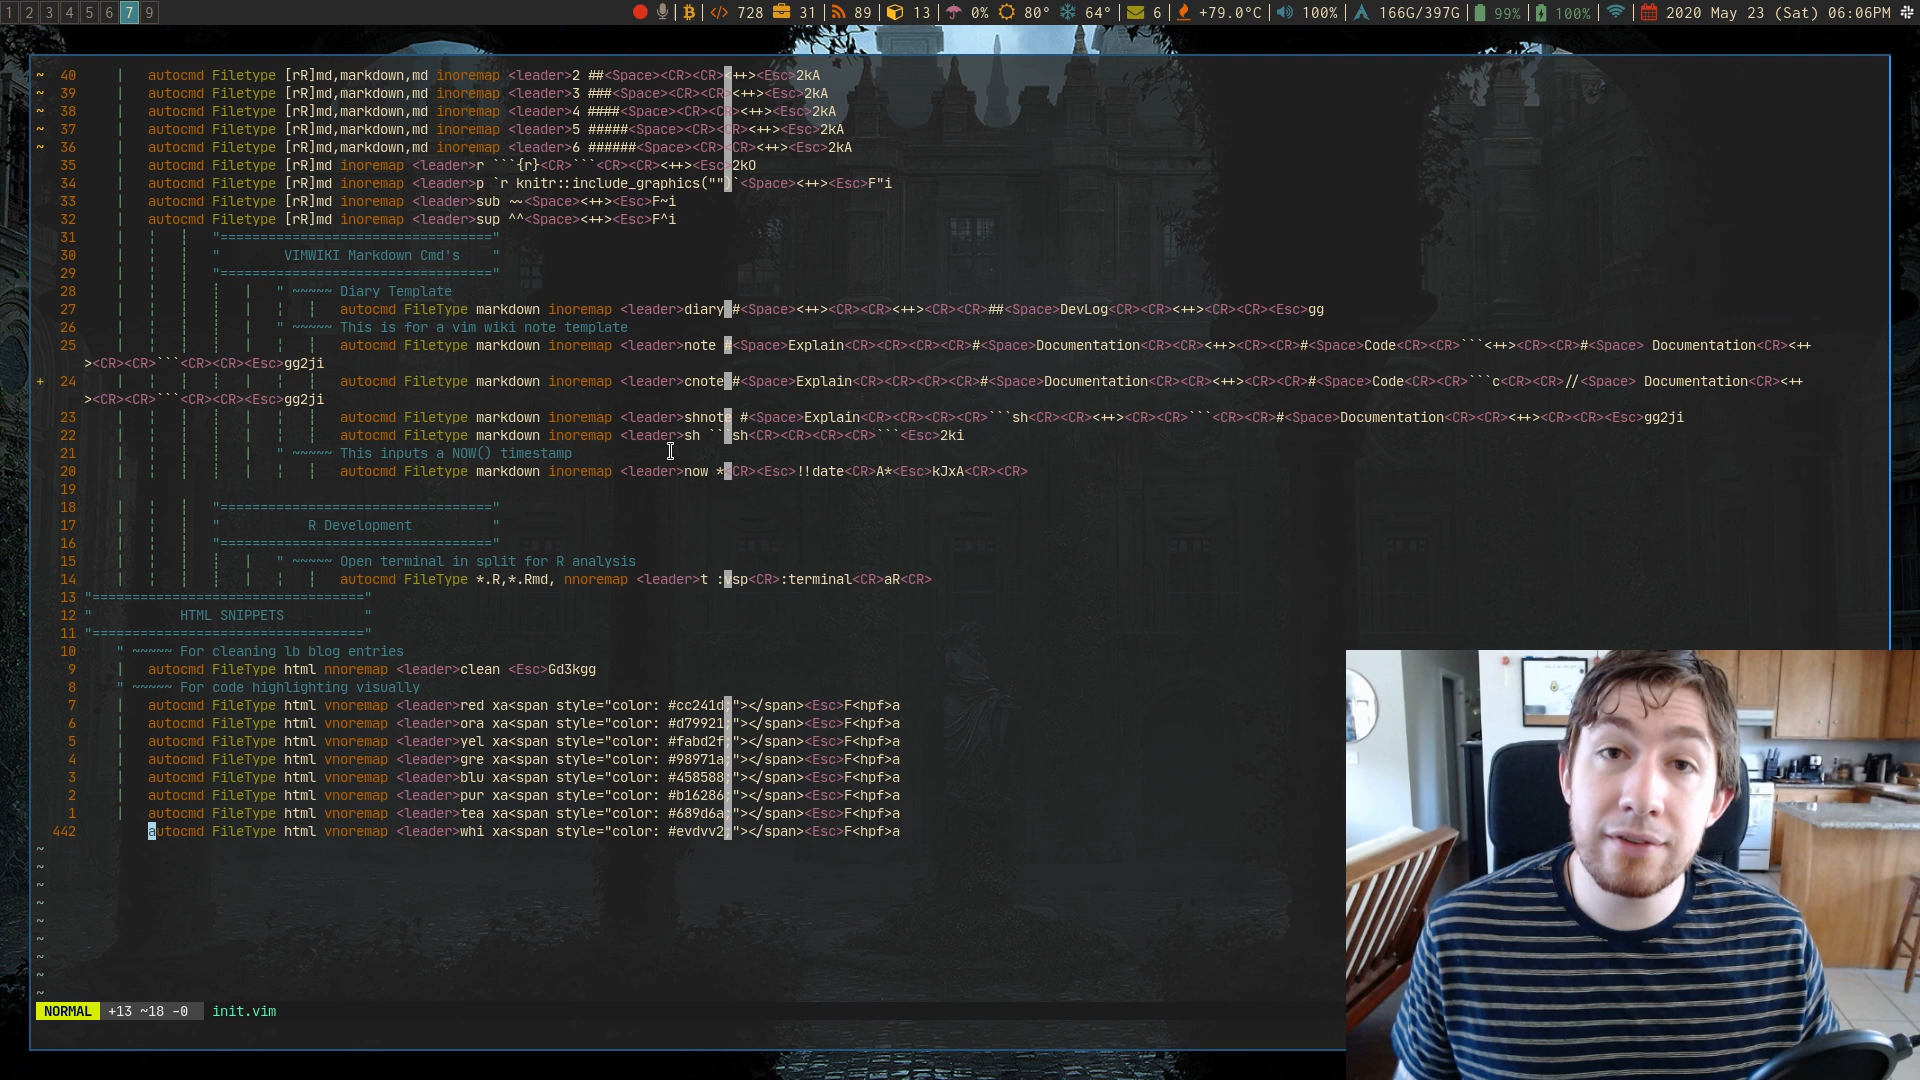 1 2 3 4 5 6 7 9 728 31 89 13 0% 80° 64° 6 +79.0°C 100% 166G/397G 99% 100% 2020 May 23 (Sat) 06:06PM
~ 40 autocmd Filetype [rR]md,markdown,md inoremap <leader>2 ##<Space><CR><CR><++><Esc>2kA
~ 39 autocmd Filetype [rR]md,markdown,md inoremap <leader>3 ###<Space><CR><CR><++><Esc>2kA
~ 38 autocmd Filetype [rR]md,markdown,md inoremap <leader>4 ####<Space><CR><CR><++><Esc>2kA
~ 37 autocmd Filetype [rR]md,markdown,md inoremap <leader>5 #####<Space><CR><CR><++><Esc>2kA
~ 36 autocmd Filetype [rR]md,markdown,md inoremap <leader>6 ######<Space><CR><CR><++><Esc>2kA
35 autocmd Filetype [rR]md inoremap <leader>r ```{r}<CR>```<CR><CR><++><Esc>2kO
34 autocmd Filetype [rR]md inoremap <leader>p `r knitr::include_graphics("")`<Space><++><Esc>F"i
33 autocmd Filetype [rR]md inoremap <leader>sub ~~<Space><++><Esc>F~i
32 autocmd Filetype [rR]md inoremap <leader>sup ^^<Space><++><Esc>F^i
31 "=================================="
30 " VIMWIKI Markdown Cmd's "
29 "=================================="
28 " ~~~~~ Diary Template
27 autocmd FileType markdown inoremap <leader>diary #<Space><++><CR><CR><++><CR><CR>##<Space>DevLog<CR><CR><++><CR><CR><Esc>gg
26 " ~~~~~ This is for a vim wiki note template
25 autocmd Filetype markdown inoremap <leader>note #<Space>Explain<CR><CR><CR><CR>#<Space>Documentation<CR><CR><++><CR><CR>#<Space>Code<CR><CR>```<++><CR><CR>#<Space> Documentation<CR><++
><CR><CR>```<CR><CR><Esc>gg2ji
+ 24 autocmd Filetype markdown inoremap <leader>cnote #<Space>Explain<CR><CR><CR><CR>#<Space>Documentation<CR><CR><++><CR><CR>#<Space>Code<CR><CR>```c<CR><CR>//<Space> Documentation<CR><++
><CR><CR>```<CR><CR><Esc>gg2ji
23 autocmd Filetype markdown inoremap <leader>shnote #<Space>Explain<CR><CR><CR><CR>```sh<CR><CR><++><CR><CR>```<CR><CR>#<Space>Documentation<CR><CR><++><CR><CR><Esc>gg2ji
22 autocmd Filetype markdown inoremap <leader>sh ```sh<CR><CR><CR><CR>```<Esc>2ki
21 " ~~~~~ This inputs a NOW() timestamp
20 autocmd Filetype markdown inoremap <leader>now *<CR><Esc>!!date<CR>A*<Esc>kJxA<CR><CR>
19
18 "=================================="
17 " R Development "
16 "=================================="
15 " ~~~~~ Open terminal in split for R analysis
14 autocmd FileType *.R,*.Rmd, nnoremap <leader>t :vsp<CR>:terminal<CR>aR<CR>
13 "=================================="
12 " HTML SNIPPETS "
11 "=================================="
10 " ~~~~~ For cleaning lb blog entries
9 autocmd FileType html nnoremap <leader>clean <Esc>Gd3kgg
8 " ~~~~~ For code highlighting visually
7 autocmd FileType html vnoremap <leader>red xa<span style="color: #cc241d;"></span><Esc>F<hpf>a
6 autocmd FileType html vnoremap <leader>ora xa<span style="color: #d79921;"></span><Esc>F<hpf>a
5 autocmd FileType html vnoremap <leader>yel xa<span style="color: #fabd2f;"></span><Esc>F<hpf>a
4 autocmd FileType html vnoremap <leader>gre xa<span style="color: #98971a;"></span><Esc>F<hpf>a
3 autocmd FileType html vnoremap <leader>blu xa<span style="color: #458588;"></span><Esc>F<hpf>a
2 autocmd FileType html vnoremap <leader>pur xa<span style="color: #b16286;"></span><Esc>F<hpf>a
1 autocmd FileType html vnoremap <leader>tea xa<span style="color: #689d6a;"></span><Esc>F<hpf>a
442 autocmd FileType html vnoremap <leader>whi xa<span style="color: #evdvv2;"></span><Esc>F<hpf>a
NORMAL +13 ~18 -0 init.vim